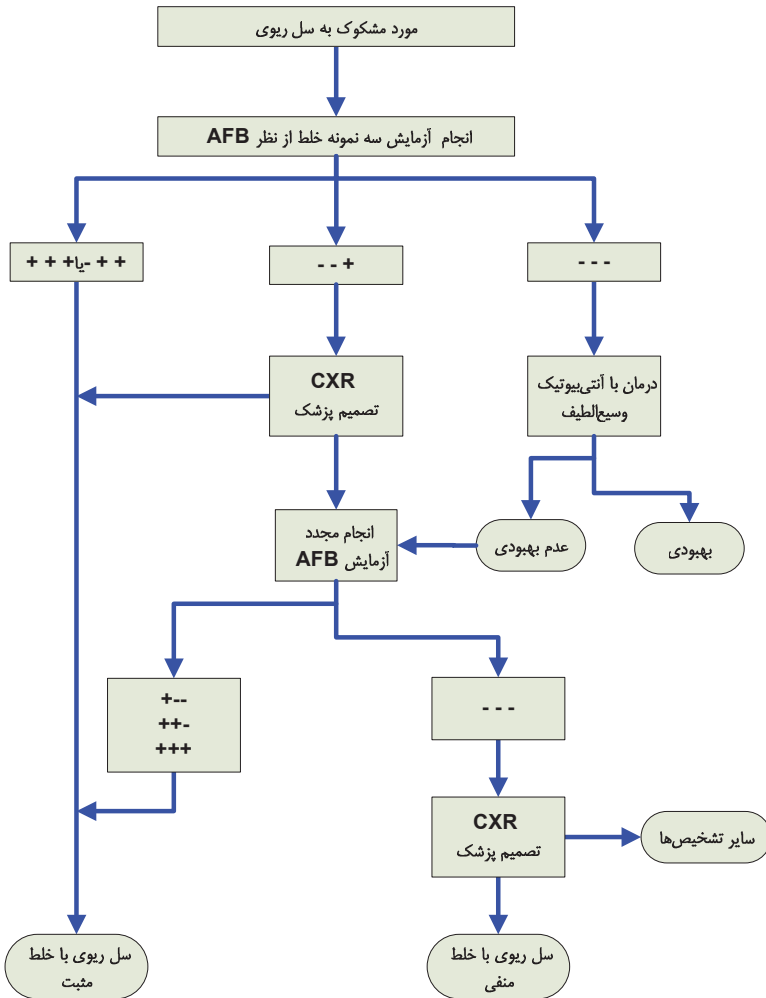 مورد مشکوک به سل ریوی
انجام آزمایش سه نمونه خلط از نظر AFB
+ + -یا+ + +
- - +
- - -
CXR
تصمیم پزشک
درمان با آنتی‌بیوتیک
وسیع‌الطیف
انجام مجدد
آزمایش AFB
عدم بهبودی
بهبودی
+--
++-
+++
- - -
CXR
تصمیم پزشک
سایر تشخیص‌ها
سل ریوی با خلط
مثبت
سل ریوی با خلط
منفی